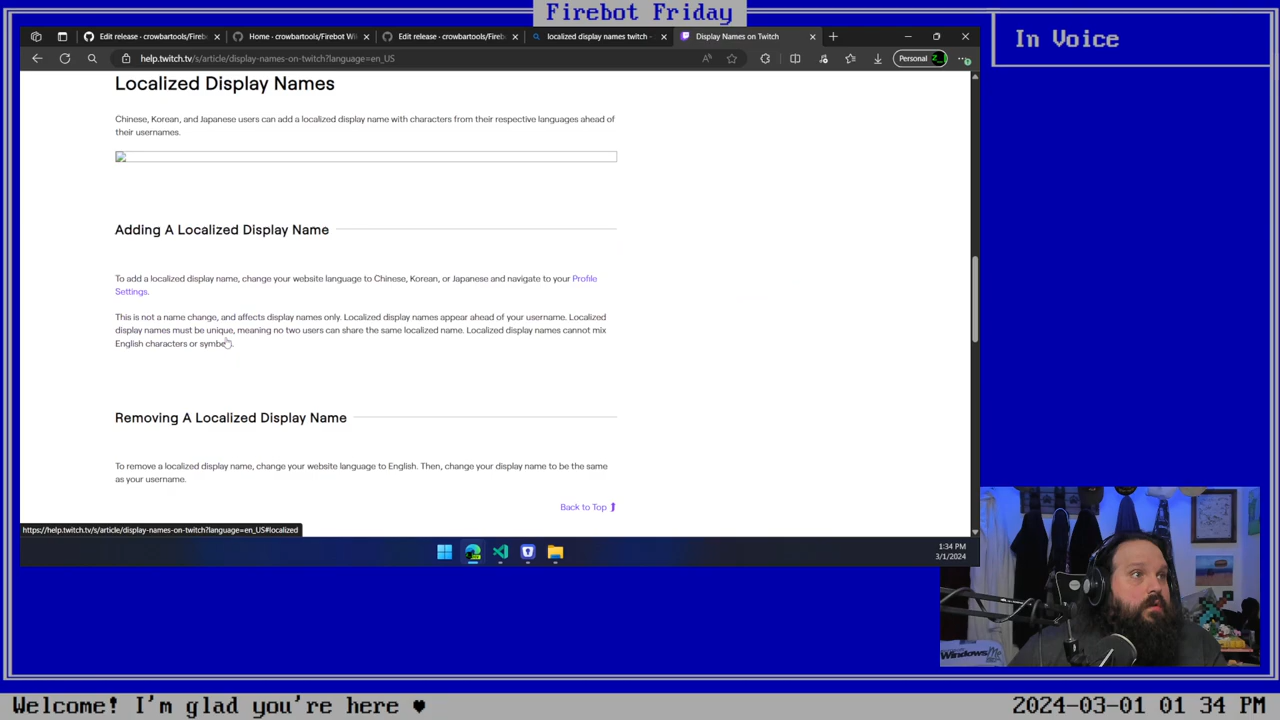 Firebot Friday
In Voice
Edit release - crowbartools/Fireb
Home - crowbartools/Firebot Wi
Edit release - crowbartools/Fireb
localized display names twitch -
Display Names on Twitch
help.twitch.tv/s/article/display-names-on-twitch?language=en_US
Personal
Localized Display Names
Chinese, Korean, and Japanese users can add a localized display name with characters from their respective languages ahead of
their usernames.
Adding A Localized Display Name
To add a localized display name, change your website language to Chinese, Korean, or Japanese and navigate to your Profile
Settings.
This is not a name change, and affects display names only. Localized display names appear ahead of your username. Localized
display names must be unique, meaning no two users can share the same localized name. Localized display names cannot mix
English characters or symbols.
Removing A Localized Display Name
To remove a localized display name, change your website language to English. Then, change your display name to be the same
as your username.
Back to Top
https://help.twitch.tv/s/article/display-names-on-twitch?language=en_US#localized
1:34 PM
3/1/2024
Windows Me
Welcome! I'm glad you're here ♥
2024-03-01 01 34 PM